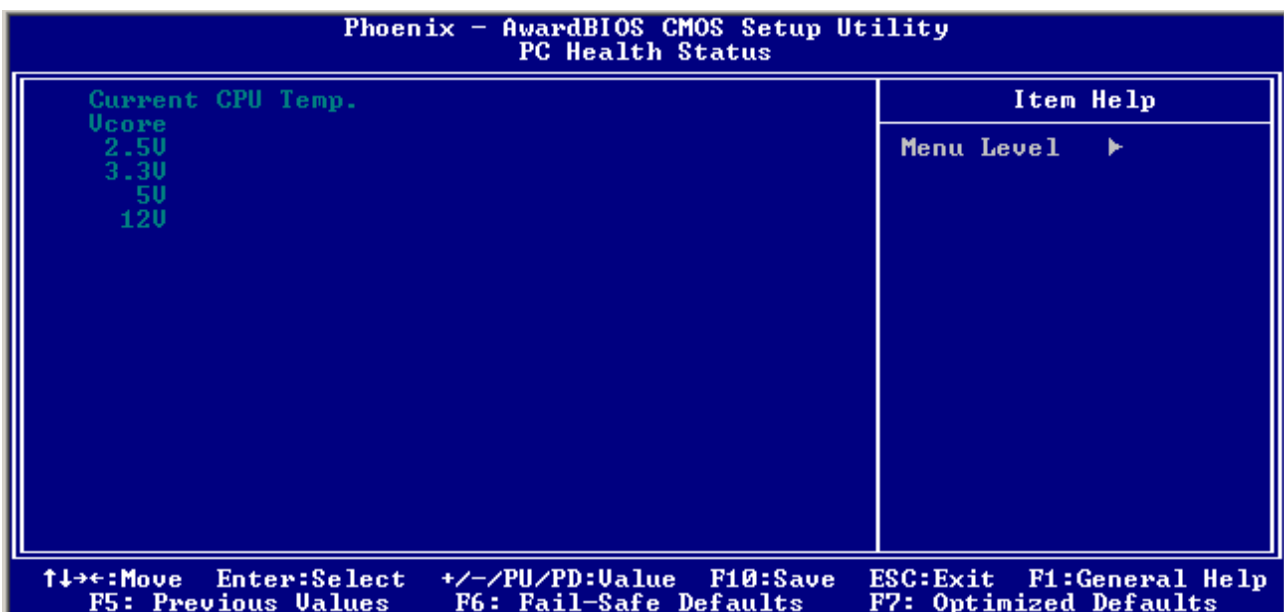 Phoenix - AwardBIOS CMOS Setup Utility
PC Health Status
Current CPU Temp.
Vcore
2.5V
3.3V
5V
12V
Item Help
Menu Level ►
↑↓→←:Move Enter:Select +/-/PU/PD:Value F10:Save ESC:Exit F1:General Help
F5: Previous Values F6: Fail-Safe Defaults F7: Optimized Defaults